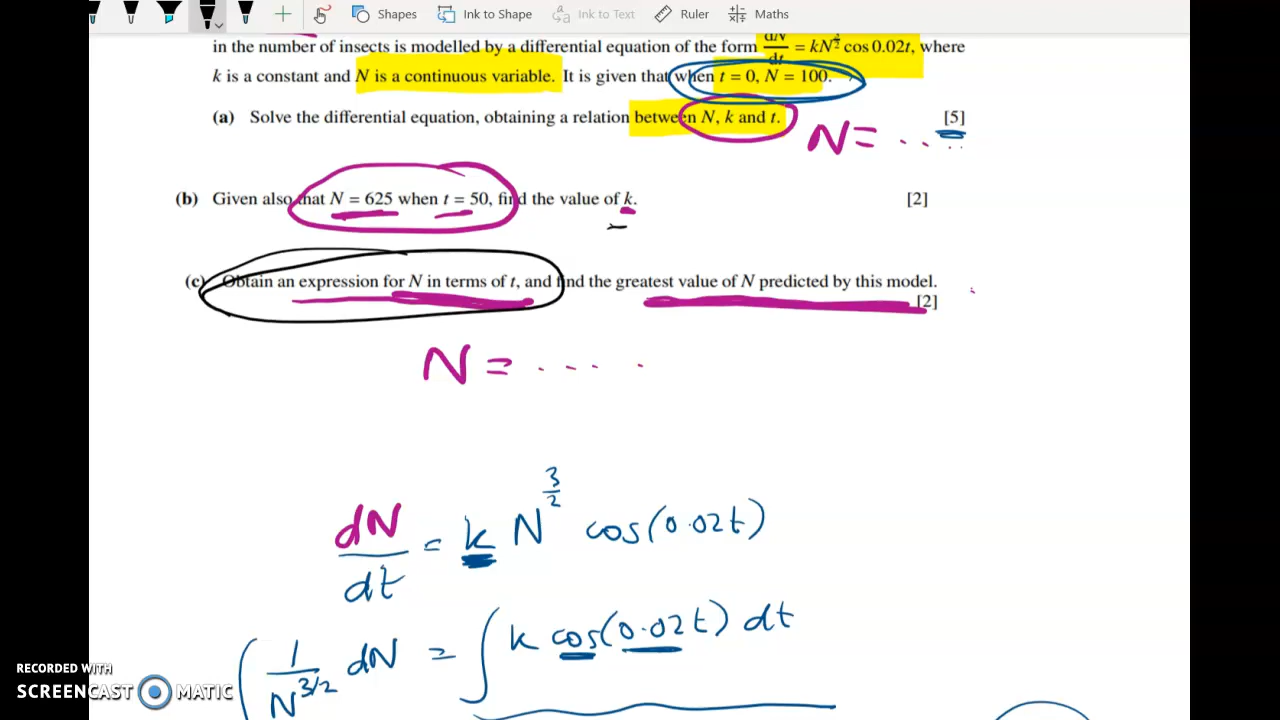 Shapes Ink to Shape Ink to Text Ruler Maths
in the number of insects is modelled by a differential equation of the form dN/dt = kN^{3/2} cos 0.02t, where
k is a constant and N is a continuous variable. It is given that when t = 0, N = 100.
(a) Solve the differential equation, obtaining a relation between N, k and t. [5]
N = ...
(b) Given also that N = 625 when t = 50, find the value of k. [2]
(c) Obtain an expression for N in terms of t, and find the greatest value of N predicted by this model.
[2]
N = .... .
dN/dt = k N^{3/2} cos(0.02t)
∫ 1/N^{3/2} dN = ∫ k cos(0.02t) dt
RECORDED WITH
SCREENCAST MATIC